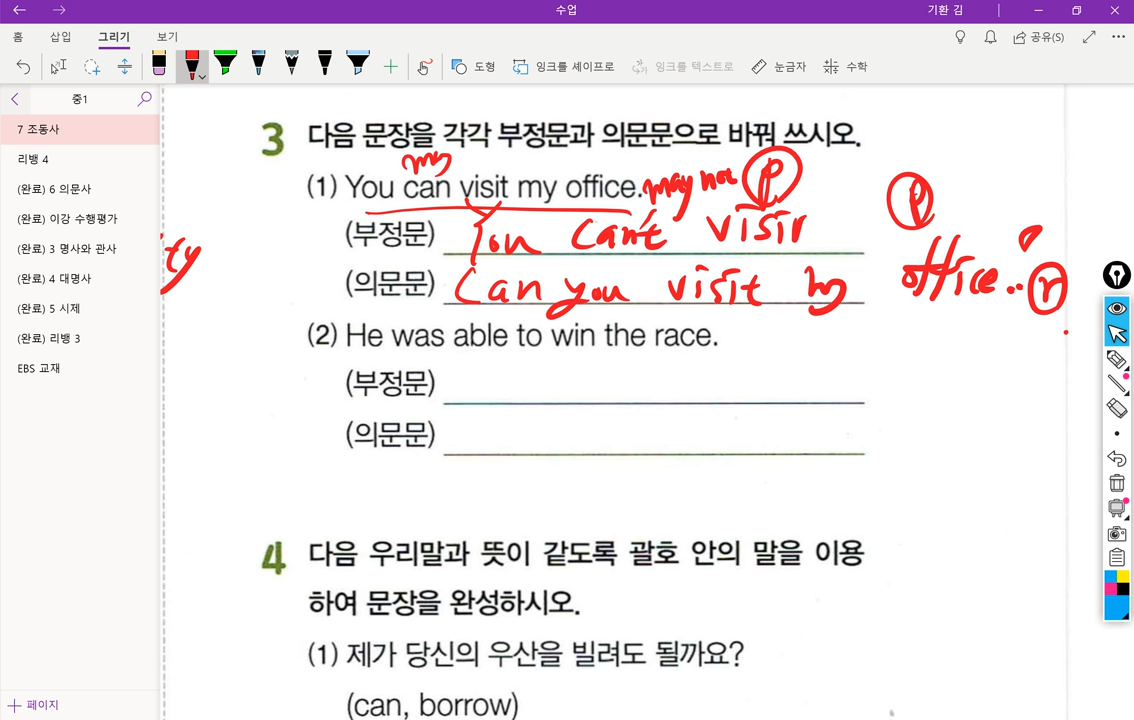 수업
기환 김
홈 삽입 그리기 보기
공유(S)
도형 잉크를 셰이프로 잉크를 텍스트로 눈금자 수학
중1
7 조동사
리뱅 4
(완료) 6 의문사
(완료) 이강 수행평가
(완료) 3 명사와 관사
(완료) 4 대명사
(완료) 5 시제
(완료) 리뱅 3
EBS 교재
페이지
3 다음 문장을 각각 부정문과 의문문으로 바꿔 쓰시오.
(1) You can visit my office. may not P
(부정문) You can't visit
(의문문) Can you visit my office..
(2) He was able to win the race.
(부정문)
(의문문)
4 다음 우리말과 뜻이 같도록 괄호 안의 말을 이용
하여 문장을 완성하시오.
(1) 제가 당신의 우산을 빌려도 될까요?
(can, borrow)